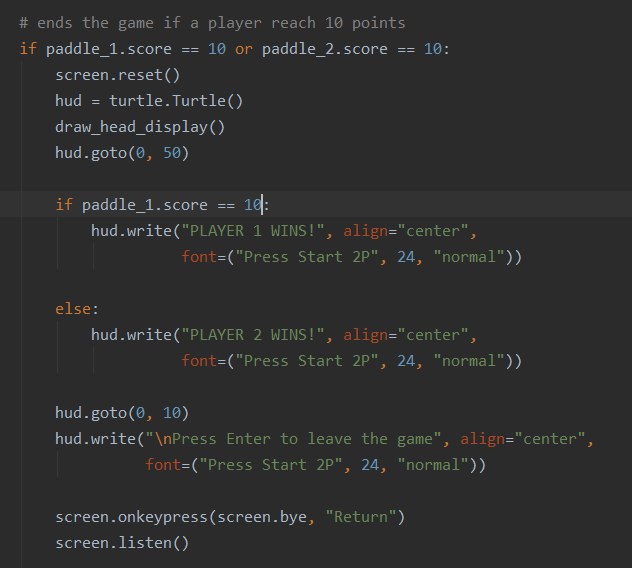 # ends the game if a player reach 10 points
if paddle_1.score == 10 or paddle_2.score == 10:
    screen.reset()
    hud = turtle.Turtle()
    draw_head_display()
    hud.goto(0, 50)

    if paddle_1.score == 10:
        hud.write("PLAYER 1 WINS!", align="center",
                  font=("Press Start 2P", 24, "normal"))

    else:
        hud.write("PLAYER 2 WINS!", align="center",
                  font=("Press Start 2P", 24, "normal"))

    hud.goto(0, 10)
    hud.write("\nPress Enter to leave the game", align="center",
              font=("Press Start 2P", 24, "normal"))

    screen.onkeypress(screen.bye, "Return")
    screen.listen()